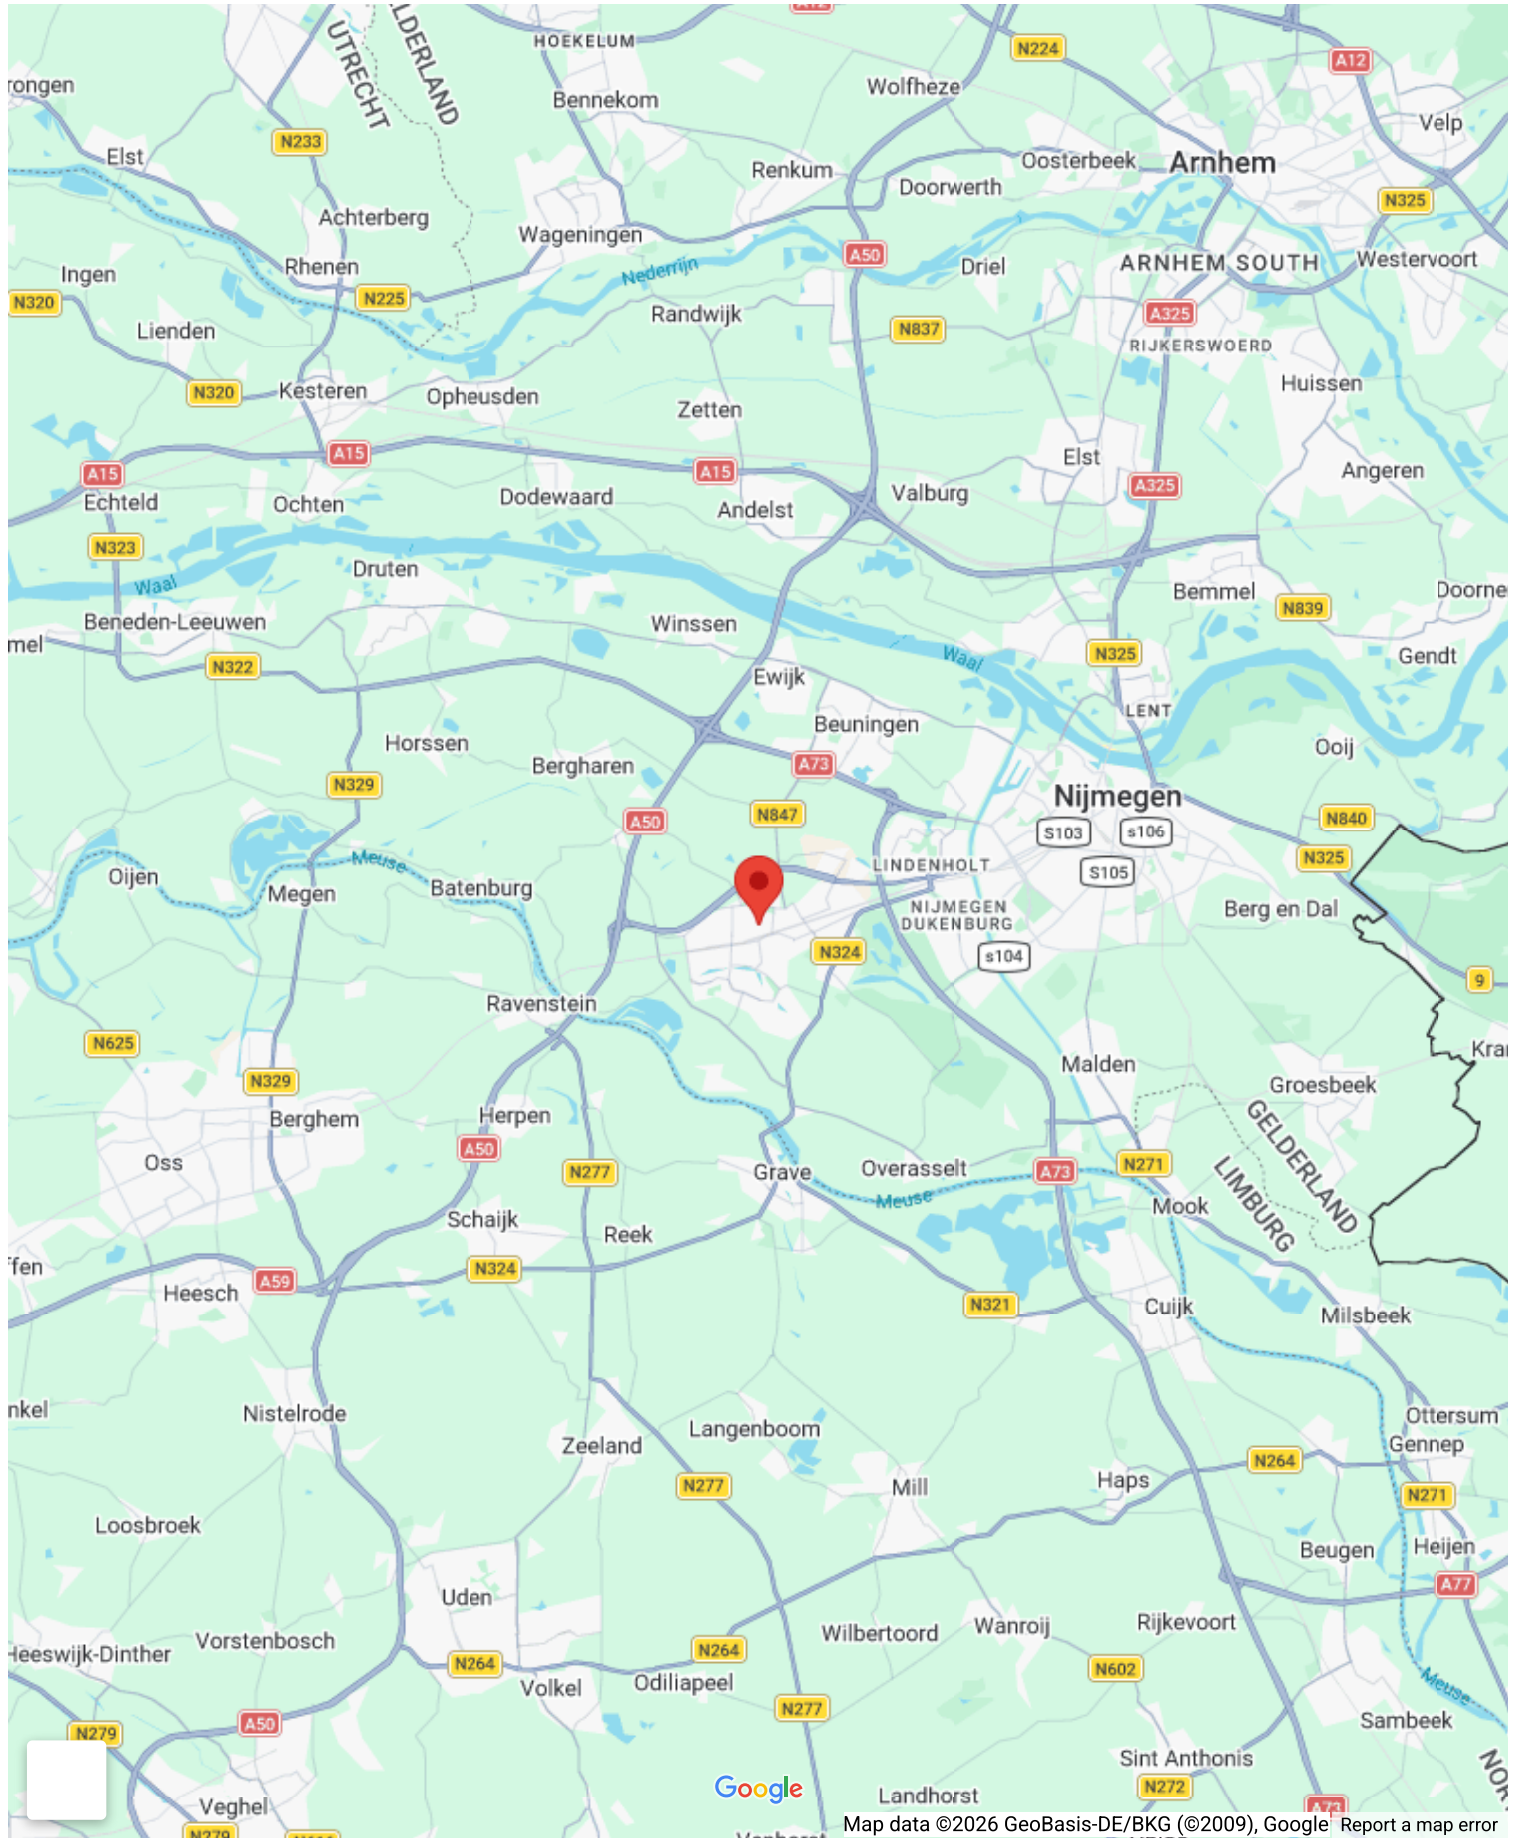 A12
HOEKELUM
N224
A12
UTRECHT
Wolfheze
Bennekom
Velp
N233
Elst
Oosterbeek
Arnhem
Renkum
Doorwerth
N325
Achterberg
Wageningen
A50
Westervoort
Rhenen
Nederrijn
Driel
ARNHEM SOUTH
Ingen
N320
N225
Randwijk
A325
Lienden
N837
RIJKERSWOERD
N320
Kesteren
Opheusden
Huissen
Zetten
A15
A15
A15
Elst
Angeren
A325
Echteld
Ochten
Dodewaard
Andelst
Valburg
N323
Druten
Waal
Bemmel
N839
Beneden-Leeuwen
Winssen
N322
Waal
N325
Gendt
Ewijk
LENT
Horssen
Beuningen
Ooij
Bergharen
A73
N329
Nijmegen
A50
N847
S103
s106
N840
Oijen
Meuse
Megen
Batenburg
LINDENHOLT
S105
N325
NIJMEGEN
DUKENBURG
Berg en Dal
N324
s104
9
Ravenstein
N625
Malden
N329
Groesbeek
Berghem
Herpen
GELDERLAND
A50
Oss
N277
Grave
Overasselt
A73
N271
LIMBURG
Meuse
Mook
Schaijk
Reek
N324
A59
Heesch
N321
Cuijk
Milsbeek
Nistelrode
Langenboom
Ottersum
Zeeland
Gennep
N264
N277
Mill
Haps
N271
Loosbroek
Beugen
Heijen
A77
Uden
Vorstenbosch
Wilbertoord
Wanroij
Rijkevoort
Heeswijk-Dinther
N264
N264
N602
Volkel
Odiliapeel
Meuse
N277
N279
A50
Sambeek
Sint Anthonis
N272
Google
Veghel
Landhorst
A73
N279
Map data ©2026 GeoBasis-DE/BKG (©2009), Google
Report a map error